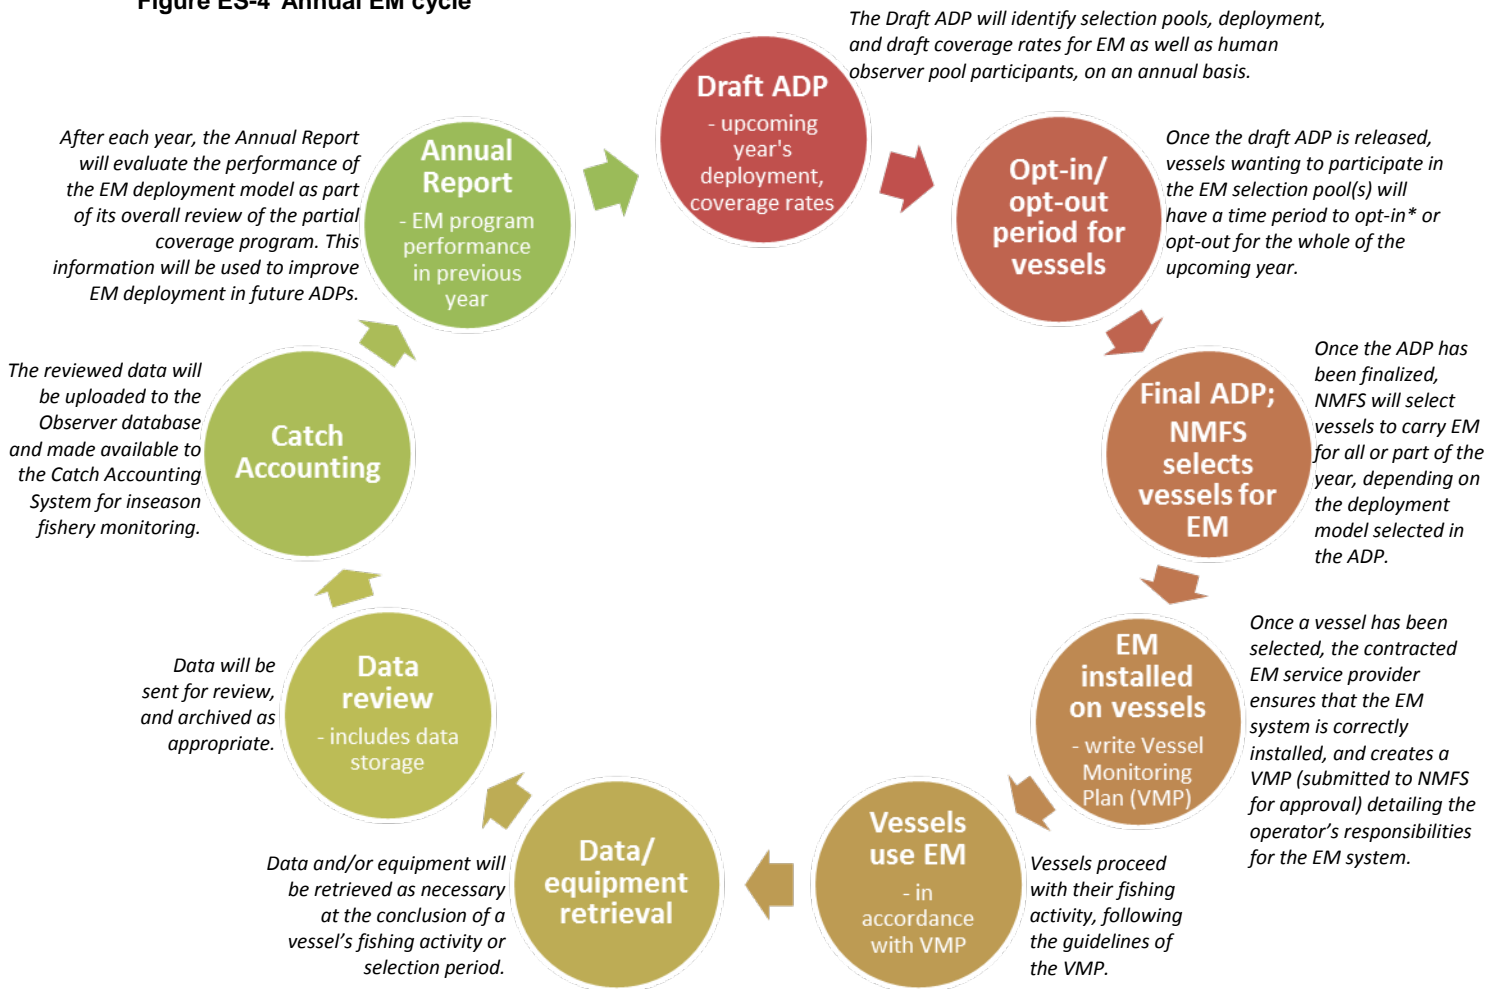 Figure ES-4 Annual EM cycle
The Draft ADP will identify selection pools, deployment,
and draft coverage rates for EM as well as human
observer pool participants, on an annual basis.
Draft ADP
- upcoming
year's
deployment,
coverage rates
Opt-in/
opt-out
period for
vessels
Once the draft ADP is released,
vessels wanting to participate in
the EM selection pool(s) will
have a time period to opt-in* or
opt-out for the whole of the
upcoming year.
Final ADP;
NMFS
selects
vessels for
EM
Once the ADP has
been finalized,
NMFS will select
vessels to carry EM
for all or part of the
year, depending on
the deployment
model selected in
the ADP.
EM
installed
on vessels
- write Vessel
Monitoring
Plan (VMP)
Once a vessel has been
selected, the contracted
EM service provider
ensures that the EM
system is correctly
installed, and creates a
VMP (submitted to NMFS
for approval) detailing the
operator's responsibilities
for the EM system.
Vessels
use EM
- in
accordance
with VMP
Vessels proceed
with their fishing
activity, following
the guidelines of
the VMP.
Data/
equipment
retrieval
Data and/or equipment will
be retrieved as necessary
at the conclusion of a
vessel's fishing activity or
selection period.
Data
review
- includes data
storage
Data will be
sent for review,
and archived as
appropriate.
Catch
Accounting
The reviewed data will
be uploaded to the
Observer database
and made available to
the Catch Accounting
System for inseason
fishery monitoring.
Annual
Report
- EM program
performance
in previous
year
After each year, the Annual Report
will evaluate the performance of
the EM deployment model as part
of its overall review of the partial
coverage program. This
information will be used to improve
EM deployment in future ADPs.